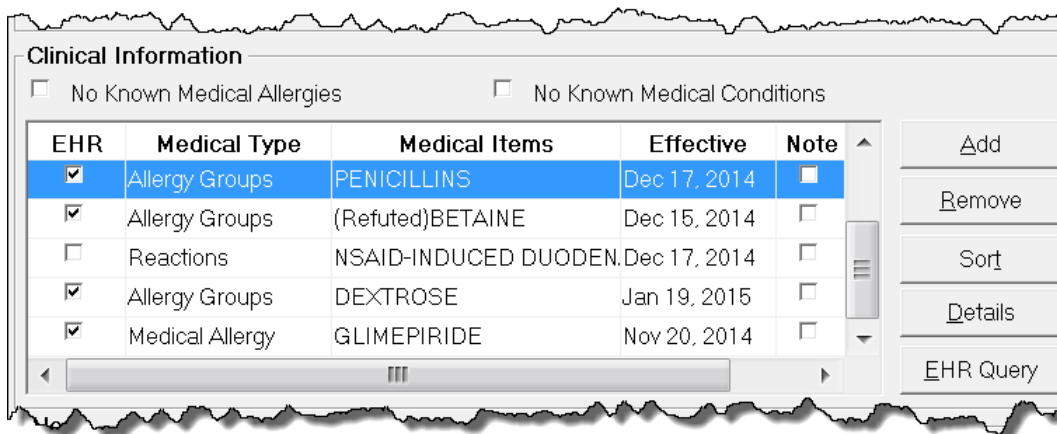 Clinical Information
No Known Medical Allergies No Known Medical Conditions
EHR Medical Type Medical Items Effective Note
Allergy Groups PENICILLINS Dec 17, 2014
Allergy Groups (Refuted)BETAINE Dec 15, 2014
Reactions NSAID-INDUCED DUODEN Dec 17, 2014
Allergy Groups DEXTROSE Jan 19, 2015
Medical Allergy GLIMEPIRIDE Nov 20, 2014
Add
Remove
Sort
Details
EHR Query